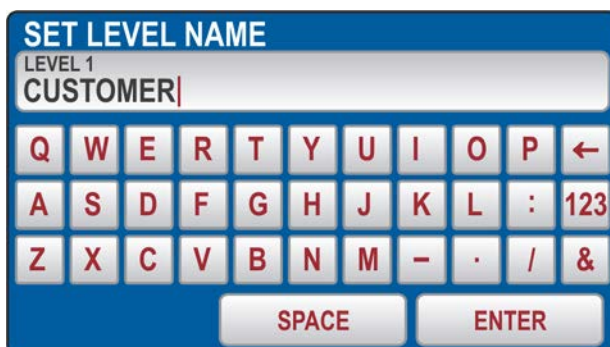 SET LEVEL NAME
LEVEL 1
CUSTOMER
Q W E R T Y U I O P ←
A S D F G H J K L : 123
Z X C V B N M – · / &
SPACE ENTER